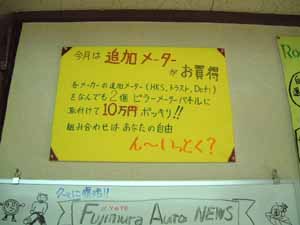 今月は 追加メーター
がお買得
各メーカーの追加メーター(HKS、トラスト、Defi)
をなんでも2個 ピラーメーターパネルに
取付けて10万円 ポッキリ!!
組み合わせは あなたの自由
ん〜いっとく?
Fujimura Auto NEWS